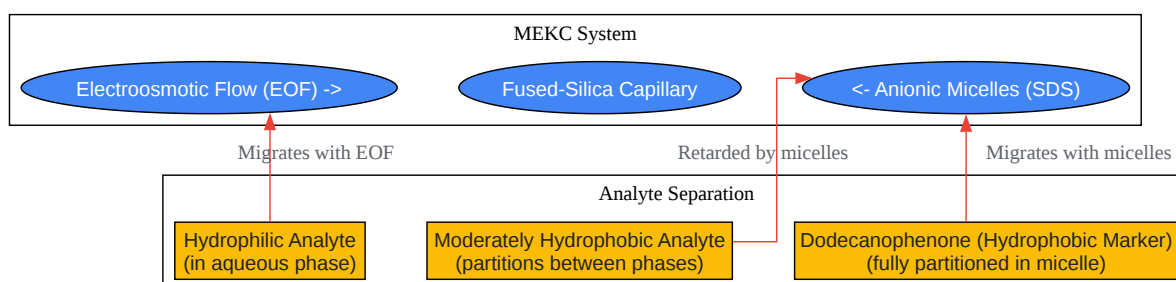 MEKC System
Electroosmotic Flow (EOF) ->
Fused-Silica Capillary
<- Anionic Micelles (SDS)
Migrates with EOF
Retarded by micelles
Migrates with micelles
Analyte Separation
Hydrophilic Analyte
(in aqueous phase)
Moderately Hydrophobic Analyte
(partitions between phases)
Dodecanophenone (Hydrophobic Marker)
(fully partitioned in micelle)